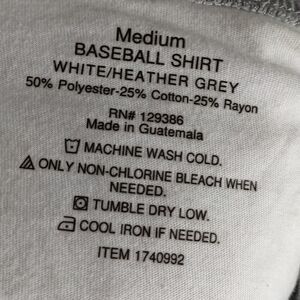 Medium
BASEBALL SHIRT
WHITE/HEATHER GREY
50% Polyester-25% Cotton-25% Rayon
RN# 129386
Made in Guatemala
MACHINE WASH COLD.
ONLY NON-CHLORINE BLEACH WHEN
NEEDED.
TUMBLE DRY LOW.
COOL IRON IF NEEDED.
ITEM 1740992